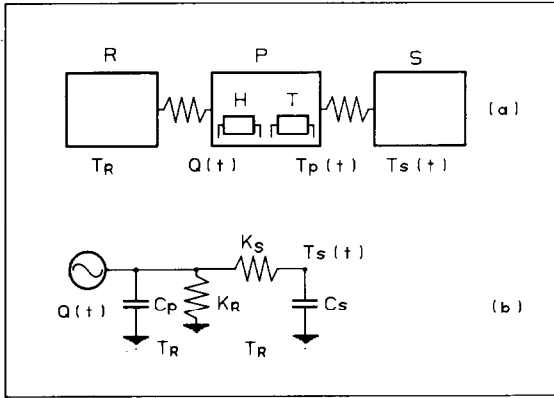 R P S
H T (a)
TR Q(t) Tp(t) Ts(t)
Ks Ts(t)
Q(t) Cp KR Cs (b)
TR TR